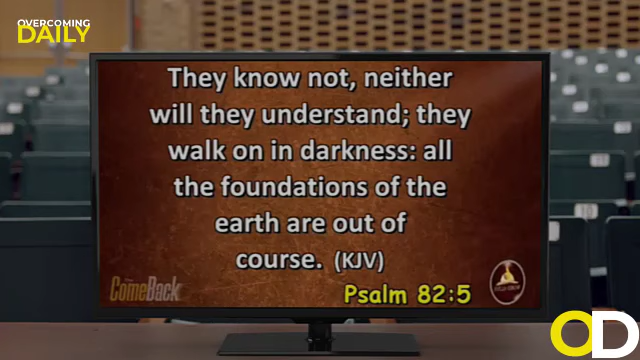 OVERCOMING
DAILY
They know not, neither
will they understand; they
walk on in darkness: all
the foundations of the
earth are out of
course. (KJV)
ComeBack
Psalm 82:5
OD